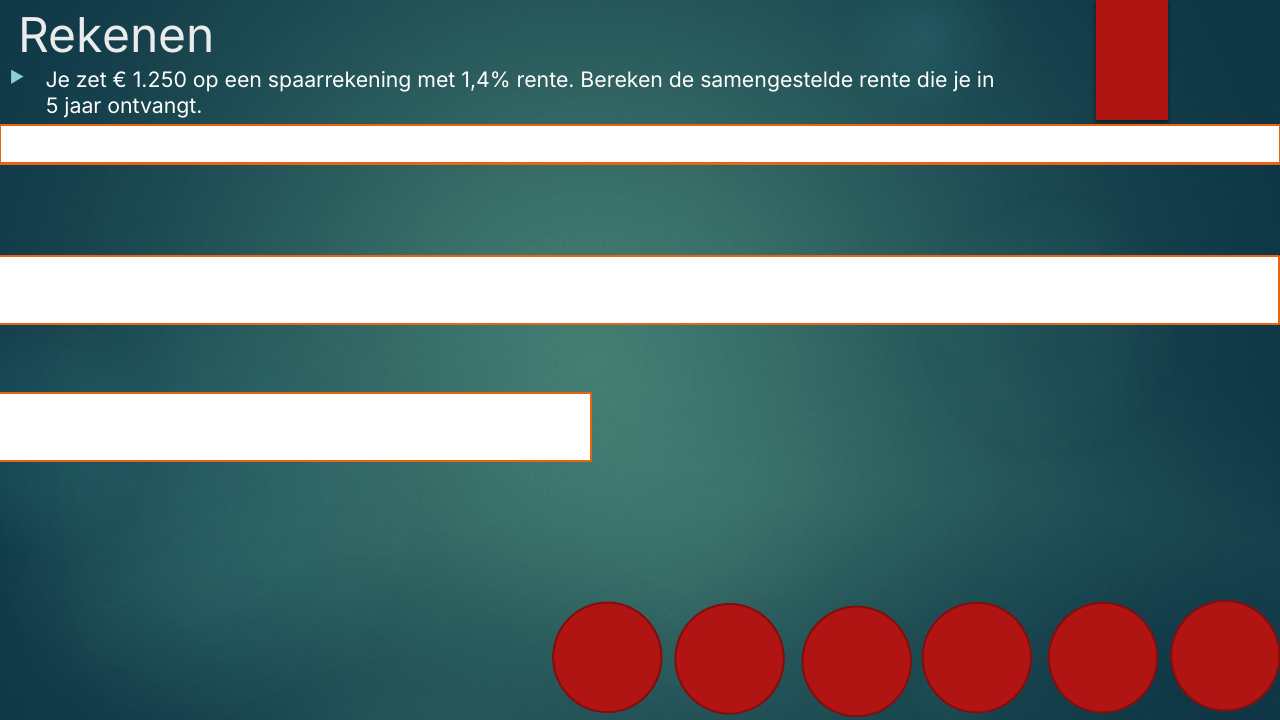 Rekenen
Je zet € 1.250 op een spaarrekening met 1,4% rente. Bereken de samengestelde rente die je in
5 jaar ontvangt.